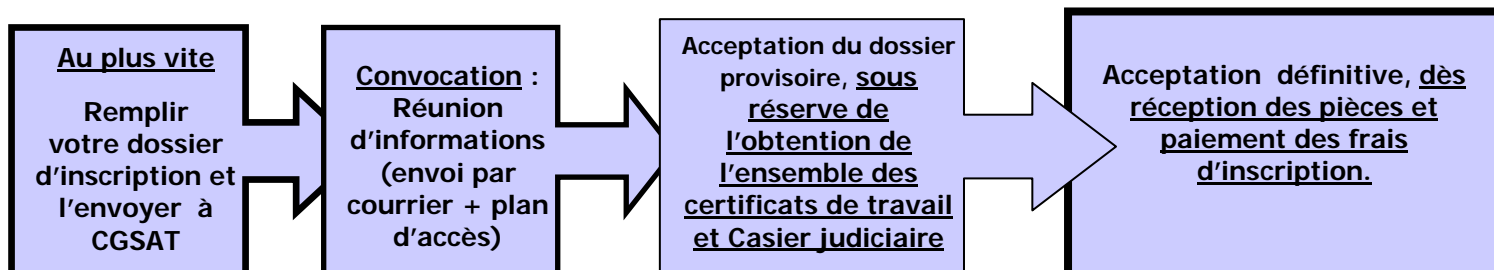 Au plus vite
Remplir
votre dossier
d'inscription et
l'envoyer à
CGSAT
Convocation :
Réunion
d'informations
(envoi par
courrier + plan
d'accès)
Acceptation du dossier
provisoire, sous
réserve de
l'obtention de
l'ensemble des
certificats de travail
et Casier judiciaire
Acceptation définitive, dès
réception des pièces et
paiement des frais
d'inscription.